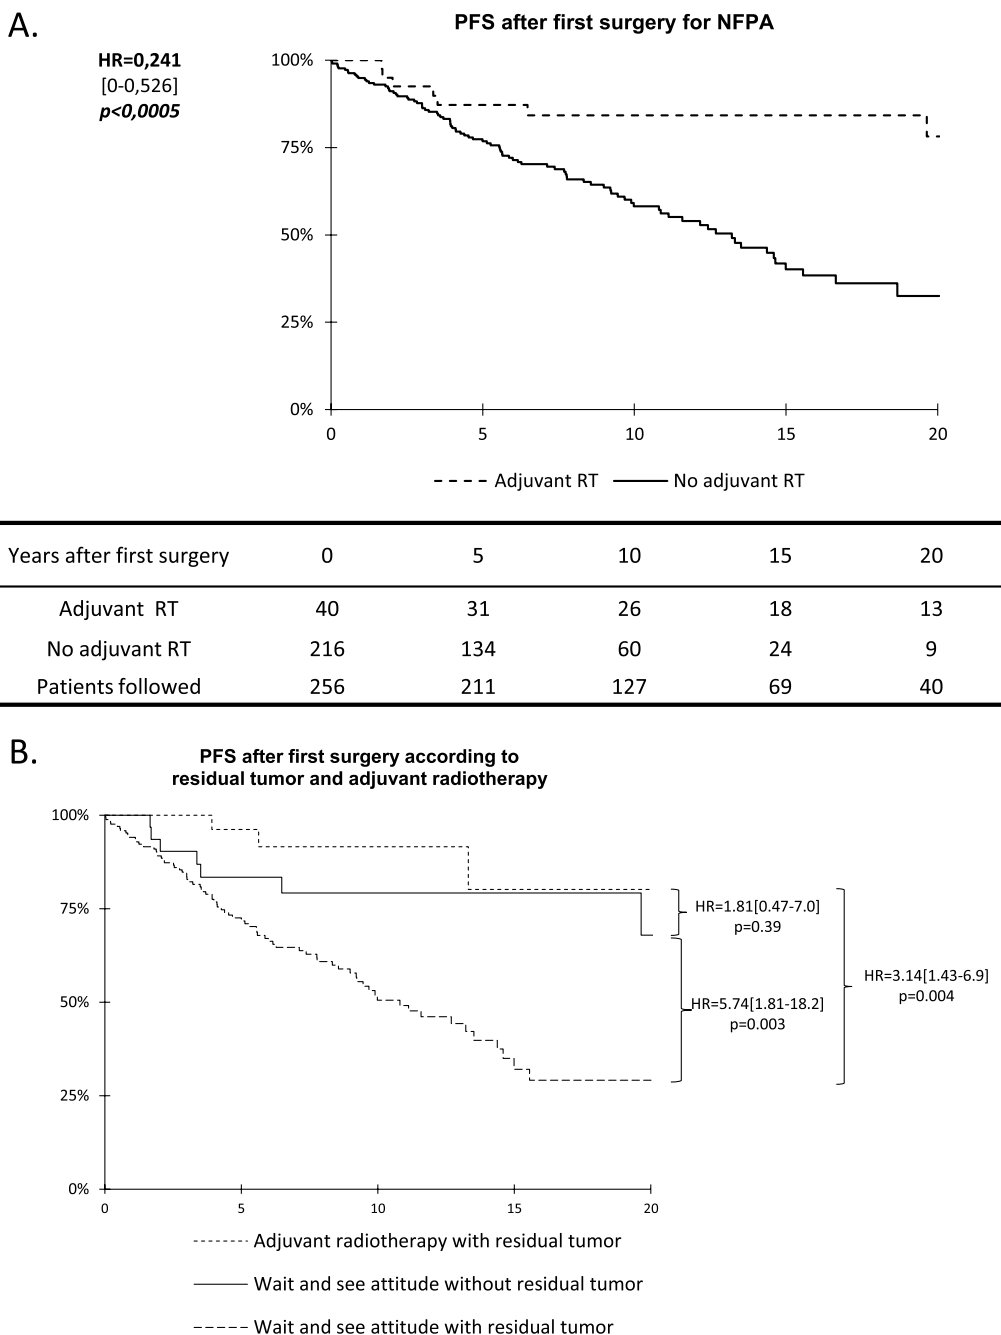 A.
PFS after first surgery for NFPA
HR=0,241
[0-0,526]
p<0,0005
100%
75%
50%
25%
0%
0 5 10 15 20
Adjuvant RT No adjuvant RT
Years after first surgery 0 5 10 15 20
Adjuvant RT 40 31 26 18 13
No adjuvant RT 216 134 60 24 9
Patients followed 256 211 127 69 40
B.
PFS after first surgery according to
residual tumor and adjuvant radiotherapy
100%
75%
50%
25%
0%
0 5 10 15 20
HR=1.81[0.47-7.0]
p=0.39
HR=5.74[1.81-18.2]
p=0.003
HR=3.14[1.43-6.9]
p=0.004
Adjuvant radiotherapy with residual tumor
Wait and see attitude without residual tumor
Wait and see attitude with residual tumor